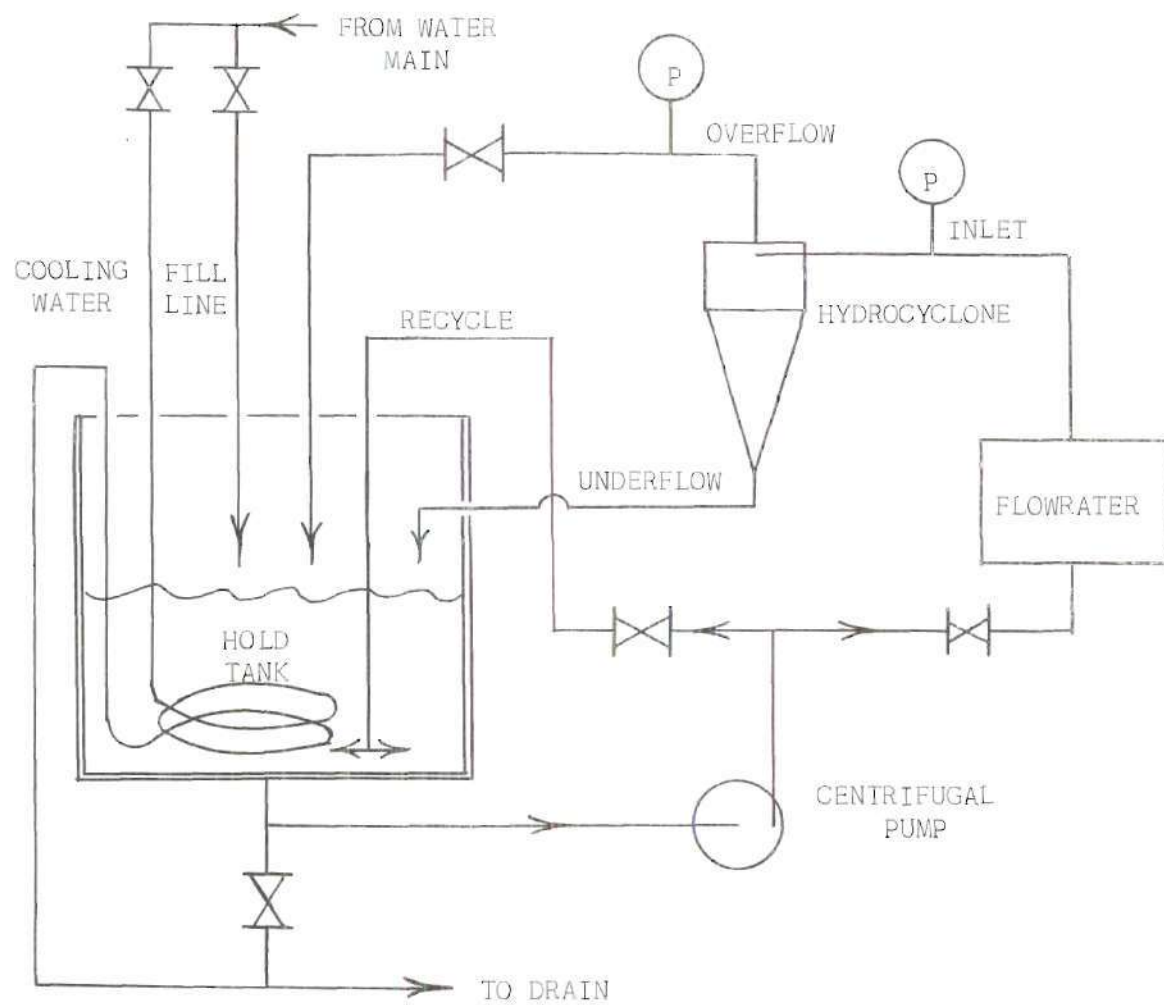 FROM WATER
MAIN
P
OVERFLOW
P
INLET
COOLING
WATER
FILL
LINE
RECYCLE
HYDROCYCLONE
UNDERFLOW
FLOWRATER
HOLD
TANK
CENTRIFUGAL
PUMP
TO DRAIN